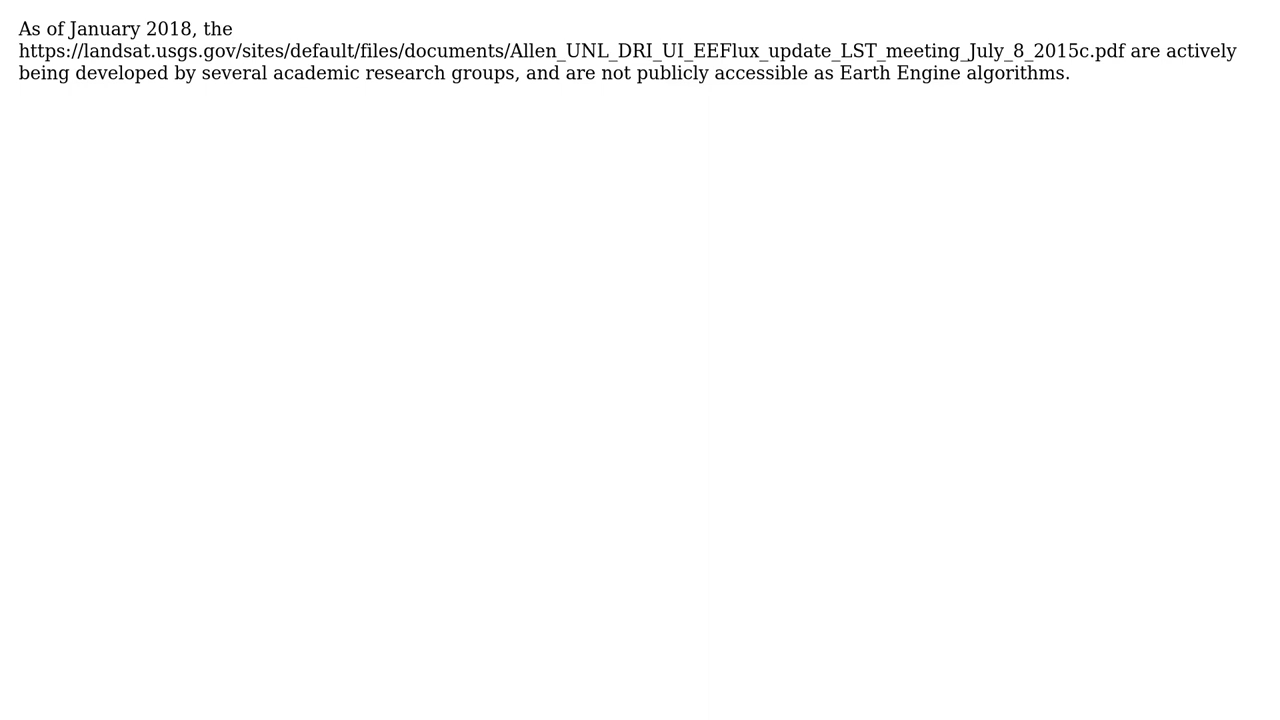 As of January 2018, the
https://landsat.usgs.gov/sites/default/files/documents/Allen_UNL_DRI_UI_EEFlux_update_LST_meeting_July_8_2015c.pdf are actively
being developed by several academic research groups, and are not publicly accessible as Earth Engine algorithms.